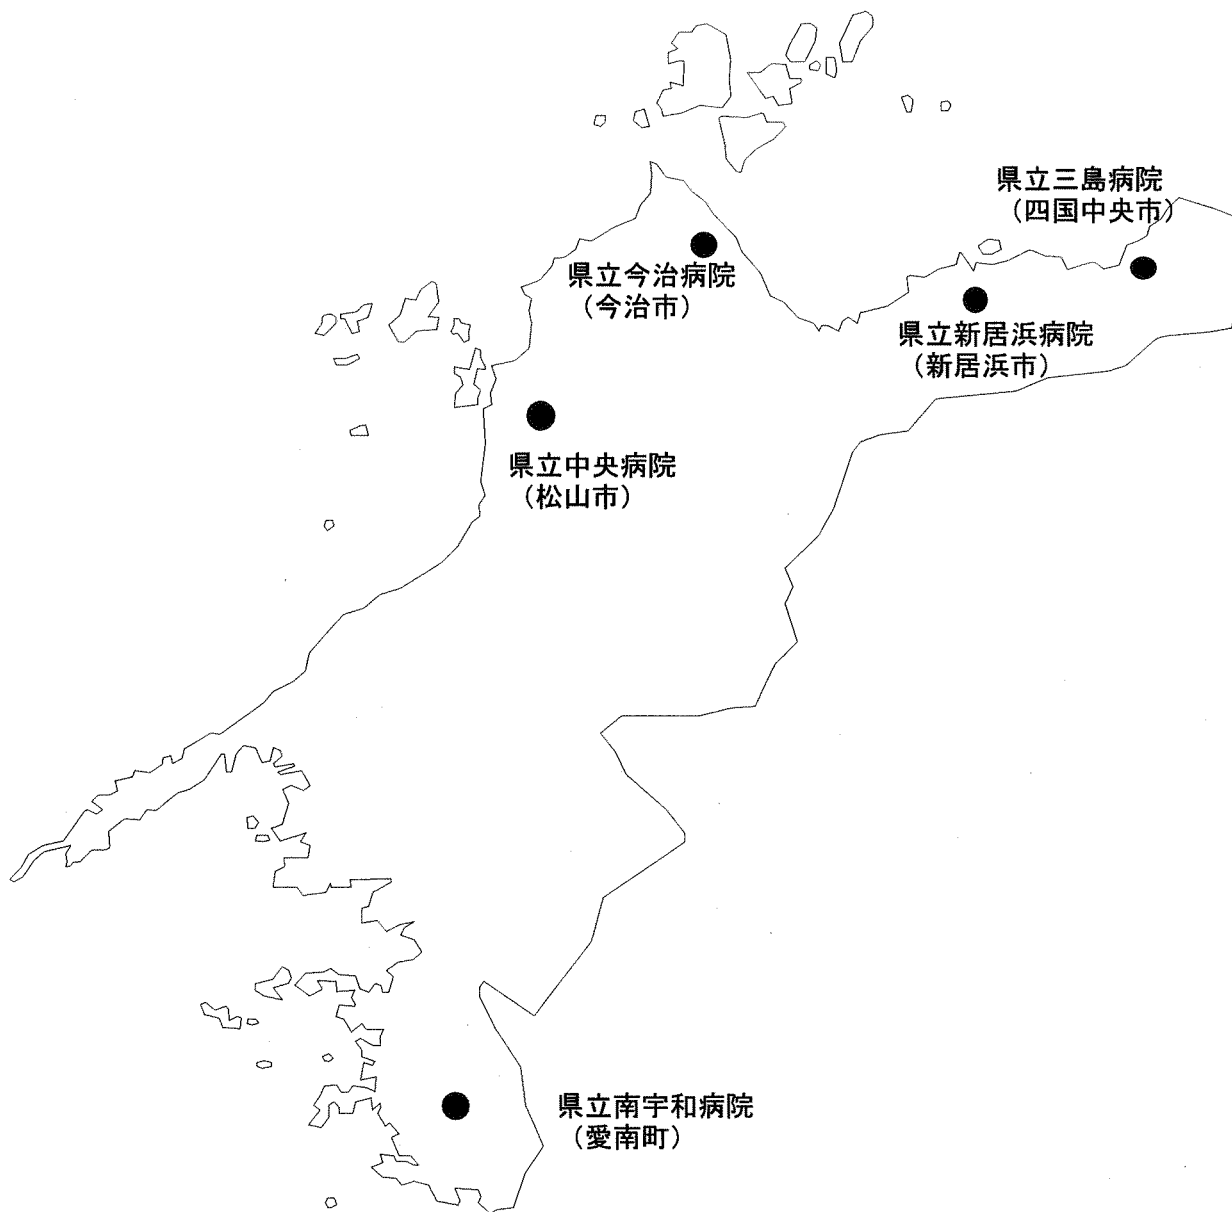 県立三島病院
（四国中央市）
県立今治病院
（今治市）
県立新居浜病院
（新居浜市）
県立中央病院
（松山市）
県立南宇和病院
（愛南町）